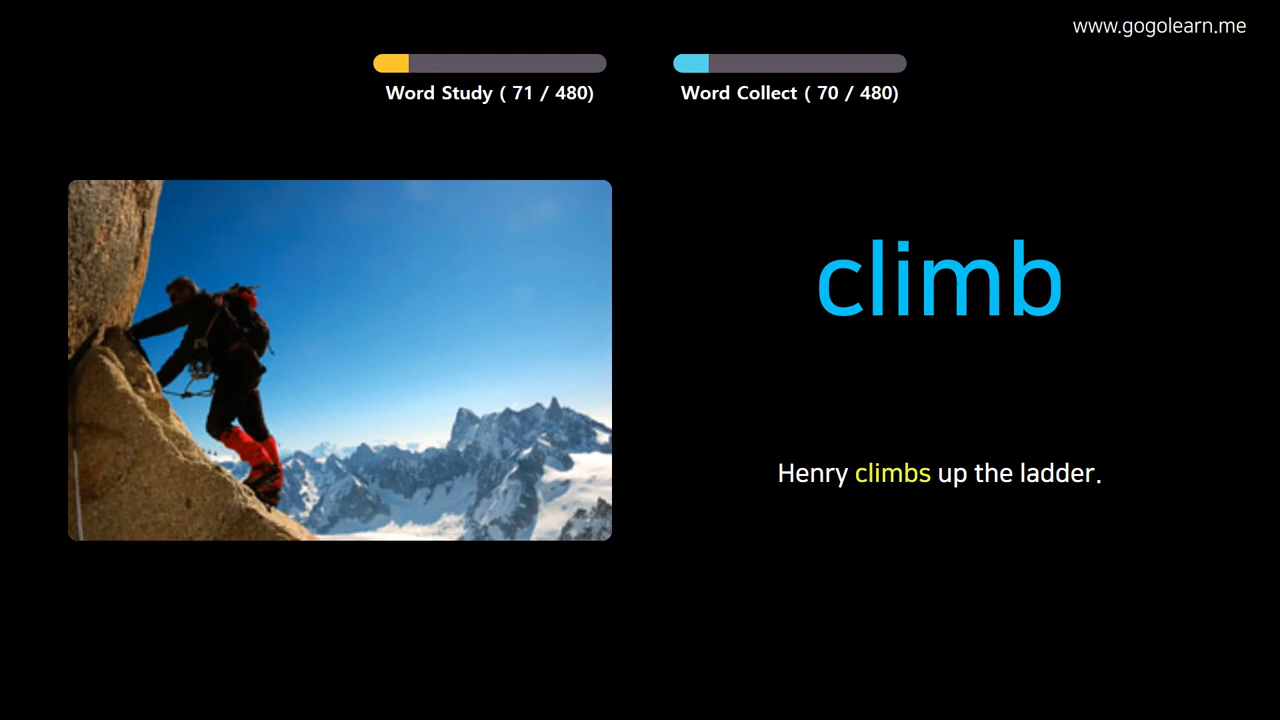 www.gogolearn.me
Word Study ( 71 / 480)
Word Collect ( 70 / 480)
climb
Henry climbs up the ladder.